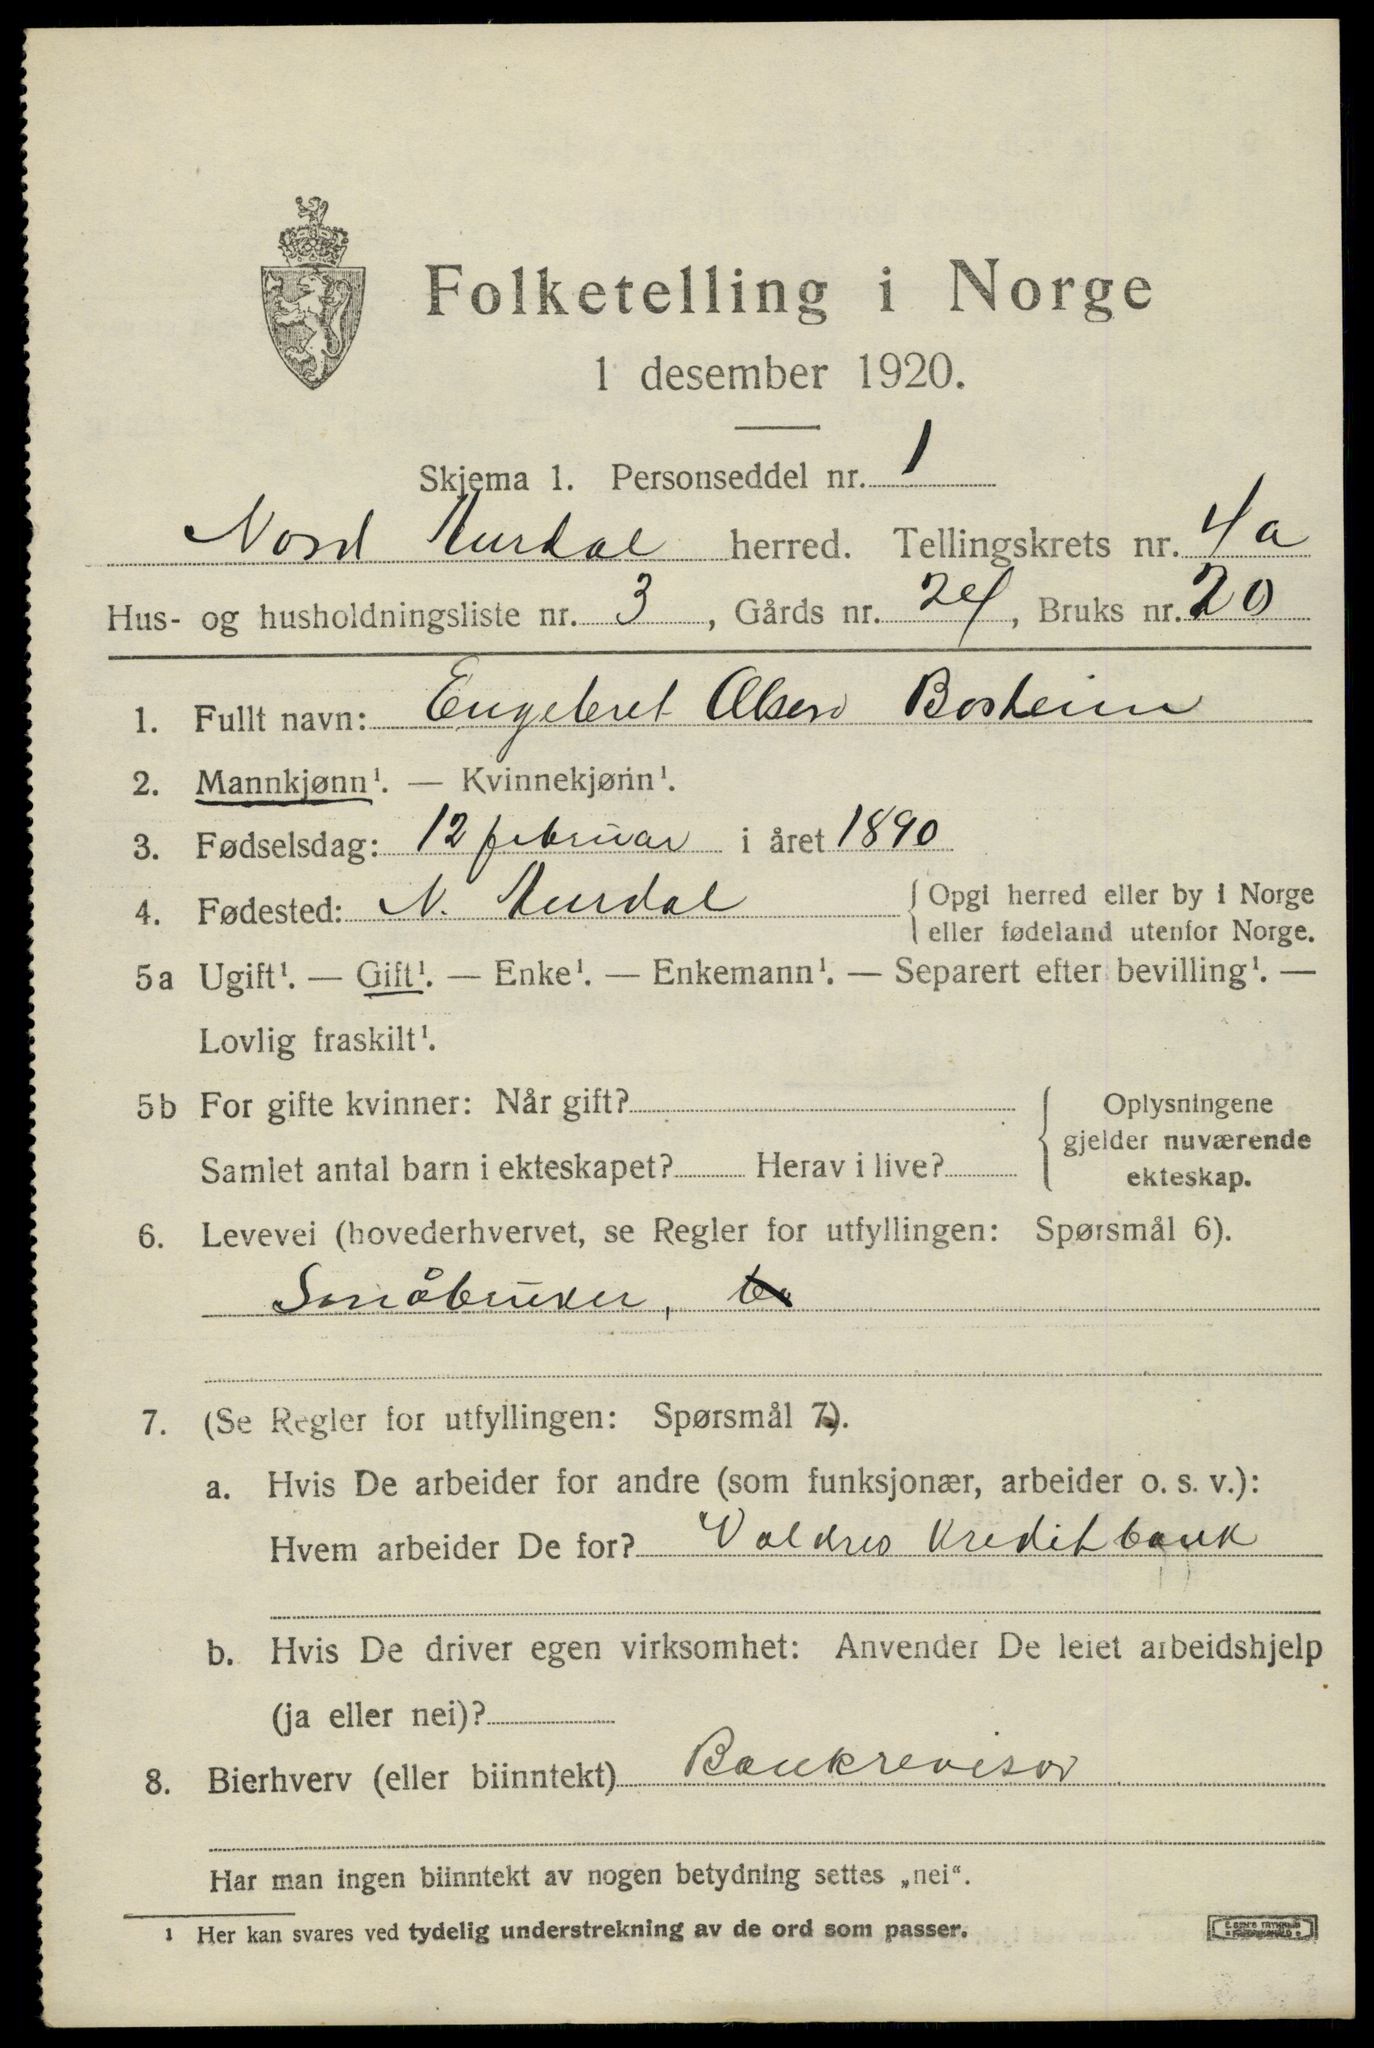 Folketelling i Norge
1 desember 1920.
Skjema 1. Personseddel nr. 1
Nord Aurdal herred. Tellingskrets nr. 4a
Hus- og husholdningsliste nr. 3, Gårds nr. 24, Bruks nr. 20
1. Fullt navn: Engebret Olsen Bosheim
2. Mannkjønn¹. — Kvinnekjønn¹.
3. Fødselsdag: 12 februar i året 1890
4. Fødested: N. Aurdal { Opgi herred eller by i Norge
eller fødeland utenfor Norge.
5a Ugift¹. — Gift¹. — Enke¹. — Enkemann¹. — Separert efter bevilling¹. —
Lovlig fraskilt¹.
5b For gifte kvinner: Når gift?
Samlet antal barn i ekteskapet? Herav i live?
{ Oplysningene
gjelder nuværende
ekteskap.
6. Levevei (hovederhvervet, se Regler for utfyllingen: Spørsmål 6).
Småbruker,
7. (Se Regler for utfyllingen: Spørsmål 7).
a. Hvis De arbeider for andre (som funksjonær, arbeider o. s. v.):
Hvem arbeider De for? Valdres Kreditbank
b. Hvis De driver egen virksomhet: Anvender De leiet arbeidshjelp
(ja eller nei)?
8. Bierhverv (eller biinntekt) Bankrevisor
Har man ingen biinntekt av nogen betydning settes „nei“.
¹ Her kan svares ved tydelig understrekning av de ord som passer.